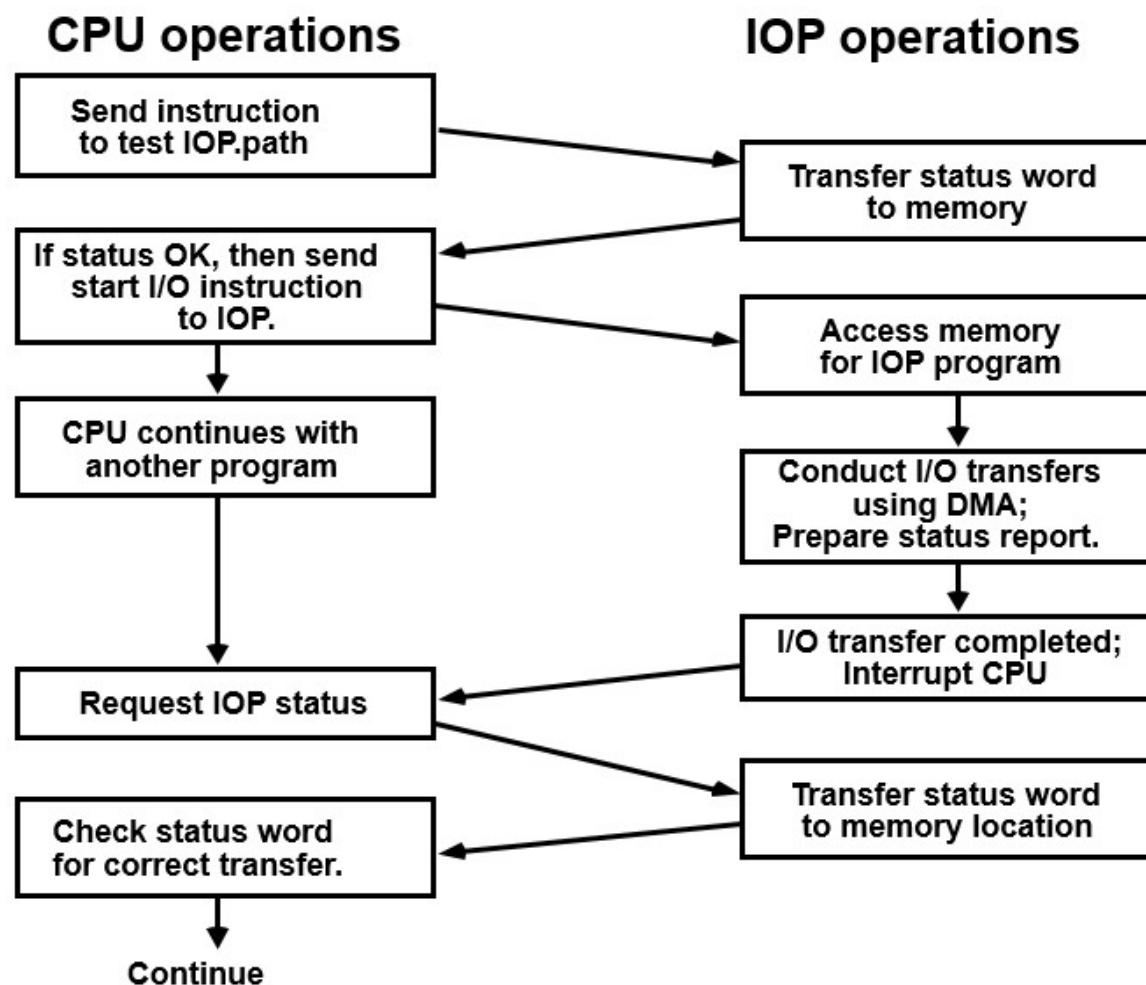 CPU operations
IOP operations
Send instruction
to test IOP.path
Transfer status word
to memory
If status OK, then send
start I/O instruction
to IOP.
Access memory
for IOP program
CPU continues with
another program
Conduct I/O transfers
using DMA;
Prepare status report.
I/O transfer completed;
Interrupt CPU
Request IOP status
Transfer status word
to memory location
Check status word
for correct transfer.
Continue